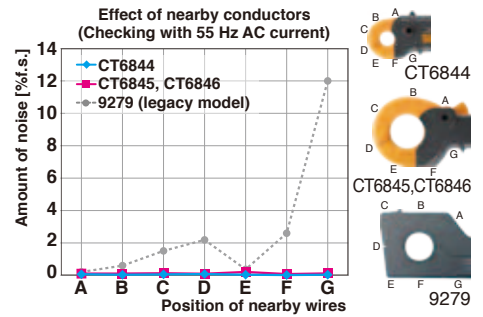 Effect of nearby conductors
(Checking with 55 Hz AC current)
Amount of noise [%f.s.]
14
12
10
8
6
4
2
0
CT6844
CT6845, CT6846
9279 (legacy model)
A B C D E F G
Position of nearby wires
B A
C
D
E F G
CT6844
B
C A
D
G
E F
CT6845,CT6846
C B A
D
E F G
9279